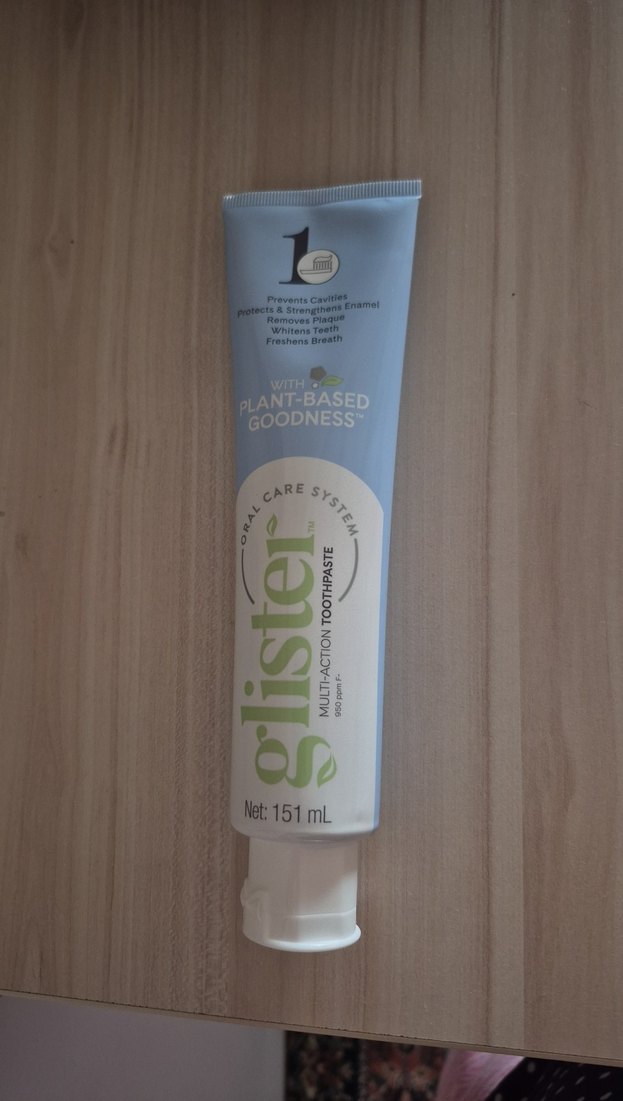 1
Prevents Cavities
Protects & Strengthens Enamel
Removes Plaque
Whitens Teeth
Freshens Breath
WITH
PLANT-BASED
GOODNESS™
ORAL CARE SYSTEM
glister™
MULTI-ACTION TOOTHPASTE
950 ppm F-
Net: 151 mL